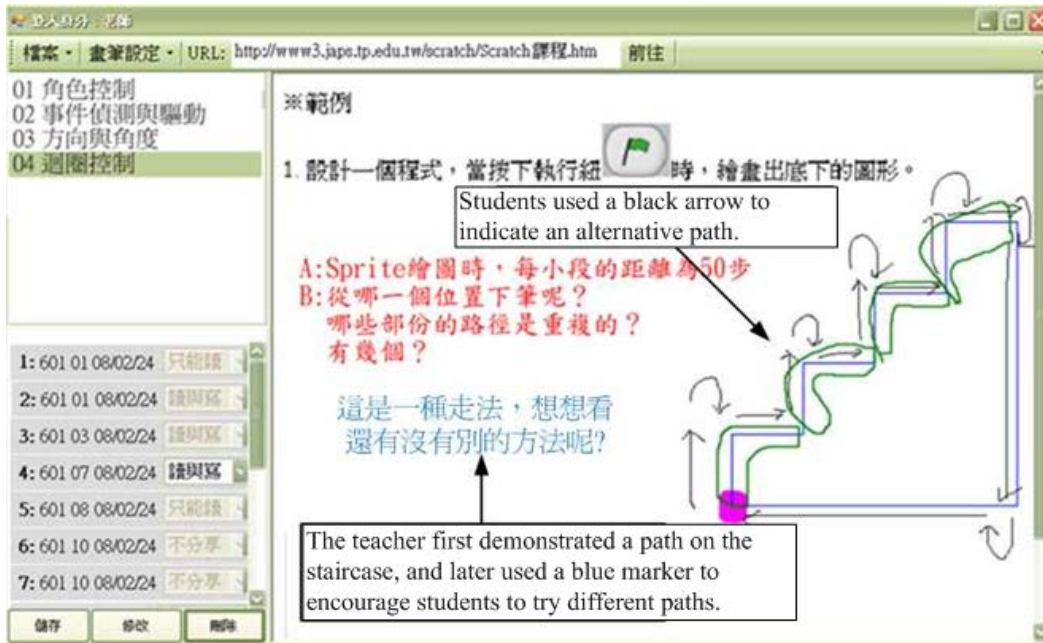 登入身分：老師
檔案 畫筆設定 URL: http://www3.japs.tp.edu.tw/scratch/Scratch課程.htm 前往
01 角色控制
02 事件偵測與驅動
03 方向與角度
04 迴圈控制
※範例
1. 設計一個程式，當按下執行鈕 時，繪畫出底下的圖形。
Students used a black arrow to
indicate an alternative path.
A:Sprite繪圖時，每小段的距離為50步
B:從哪一個位置下筆呢？
哪些部份的路徑是重複的？
有幾個？
這是一種走法，想想看
還有沒有別的方法呢?
The teacher first demonstrated a path on the
staircase, and later used a blue marker to
encourage students to try different paths.
1: 601 01 08/02/24 只能讀
2: 601 01 08/02/24 讀與寫
3: 601 03 08/02/24 讀與寫
4: 601 07 08/02/24 讀與寫
5: 601 08 08/02/24 只能讀
6: 601 10 08/02/24 不分享
7: 601 10 08/02/24 不分享
儲存 修改 刪除